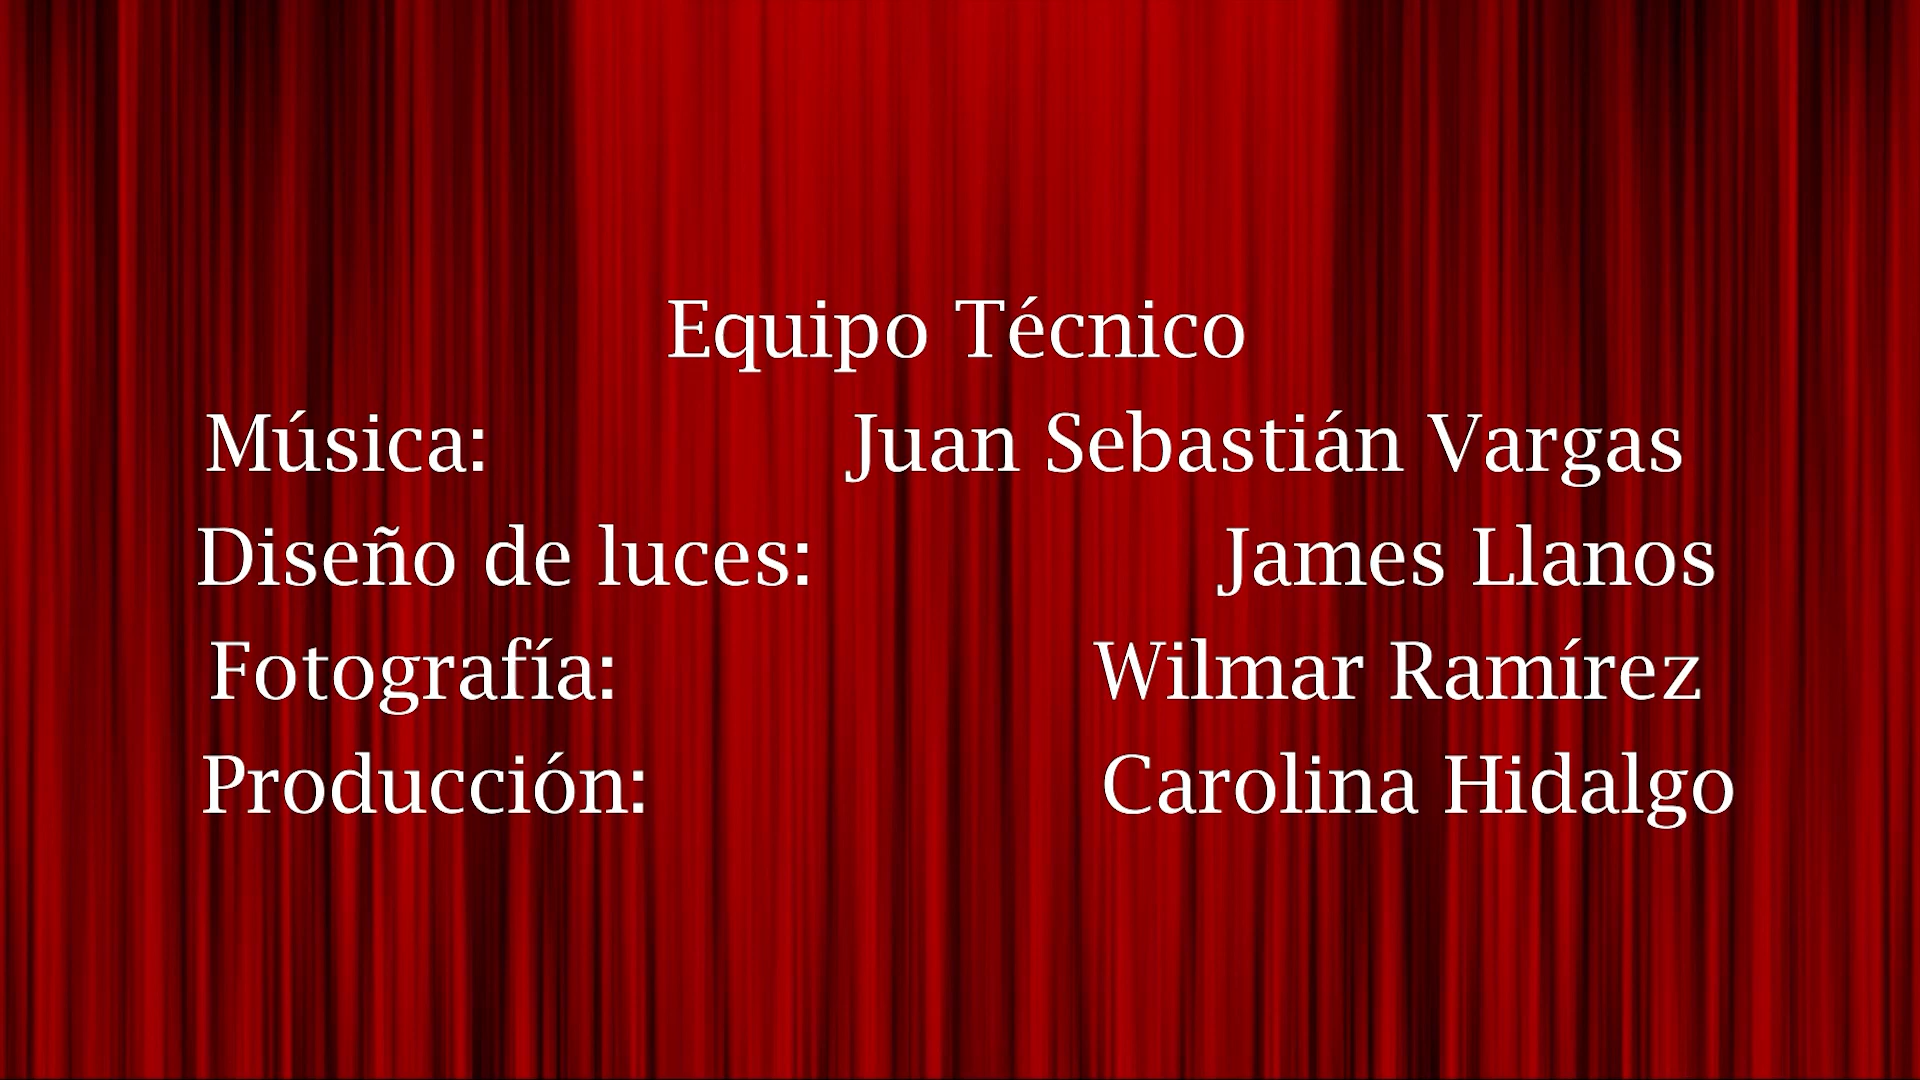 Equipo Técnico
Música: Juan Sebastián Vargas
Diseño de luces: James Llanos
Fotografía: Wilmar Ramírez
Producción: Carolina Hidalgo